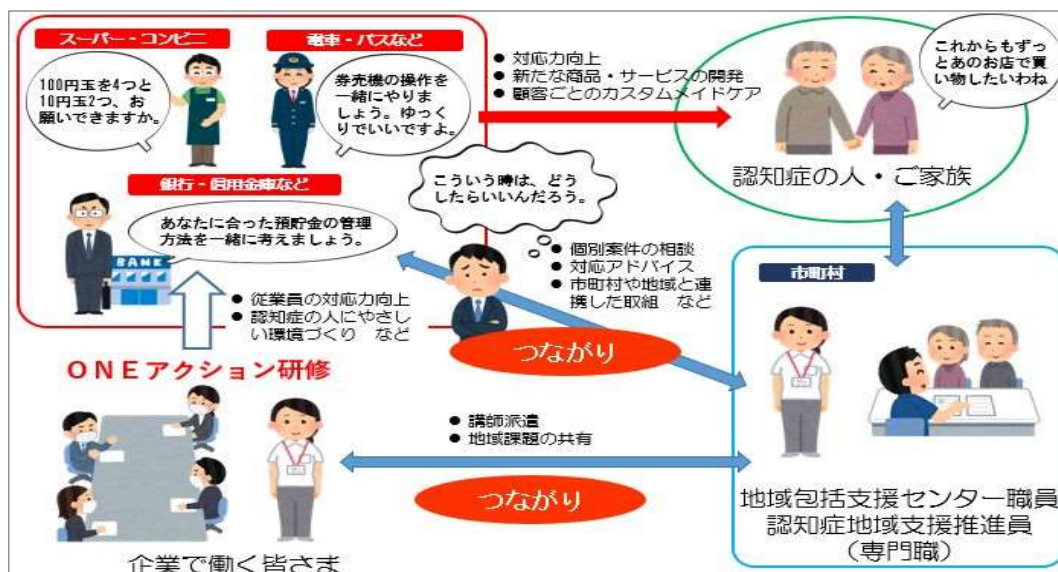 スーパー・コンビニ
100円玉を4つと
10円玉2つ、お
願いできますか。
電車・バスなど
券売機の操作を
一緒にやりま
しょう。ゆっく
りでいいですよ。
銀行・信用金庫など
あなたに合った預貯金の管理
方法を一緒に考えましょう。
BANK
● 対応力向上
● 新たな商品・サービスの開発
● 顧客ごとのカスタムメイドケア
これからもずっ
とあのお店で買
い物したいわね
認知症の人・ご家族
こういう時は、どう
したらいいんだろう。
● 個別案件の相談
● 対応アドバイス
● 市町村や地域と連
携した取組 など
つながり
● 従業員の対応力向上
● 認知症の人にやさし
い環境づくり など
ONEアクション研修
企業で働く皆さま
● 講師派遣
● 地域課題の共有
つながり
市町村
地域包括支援センター職員
認知症地域支援推進員
(専門職)